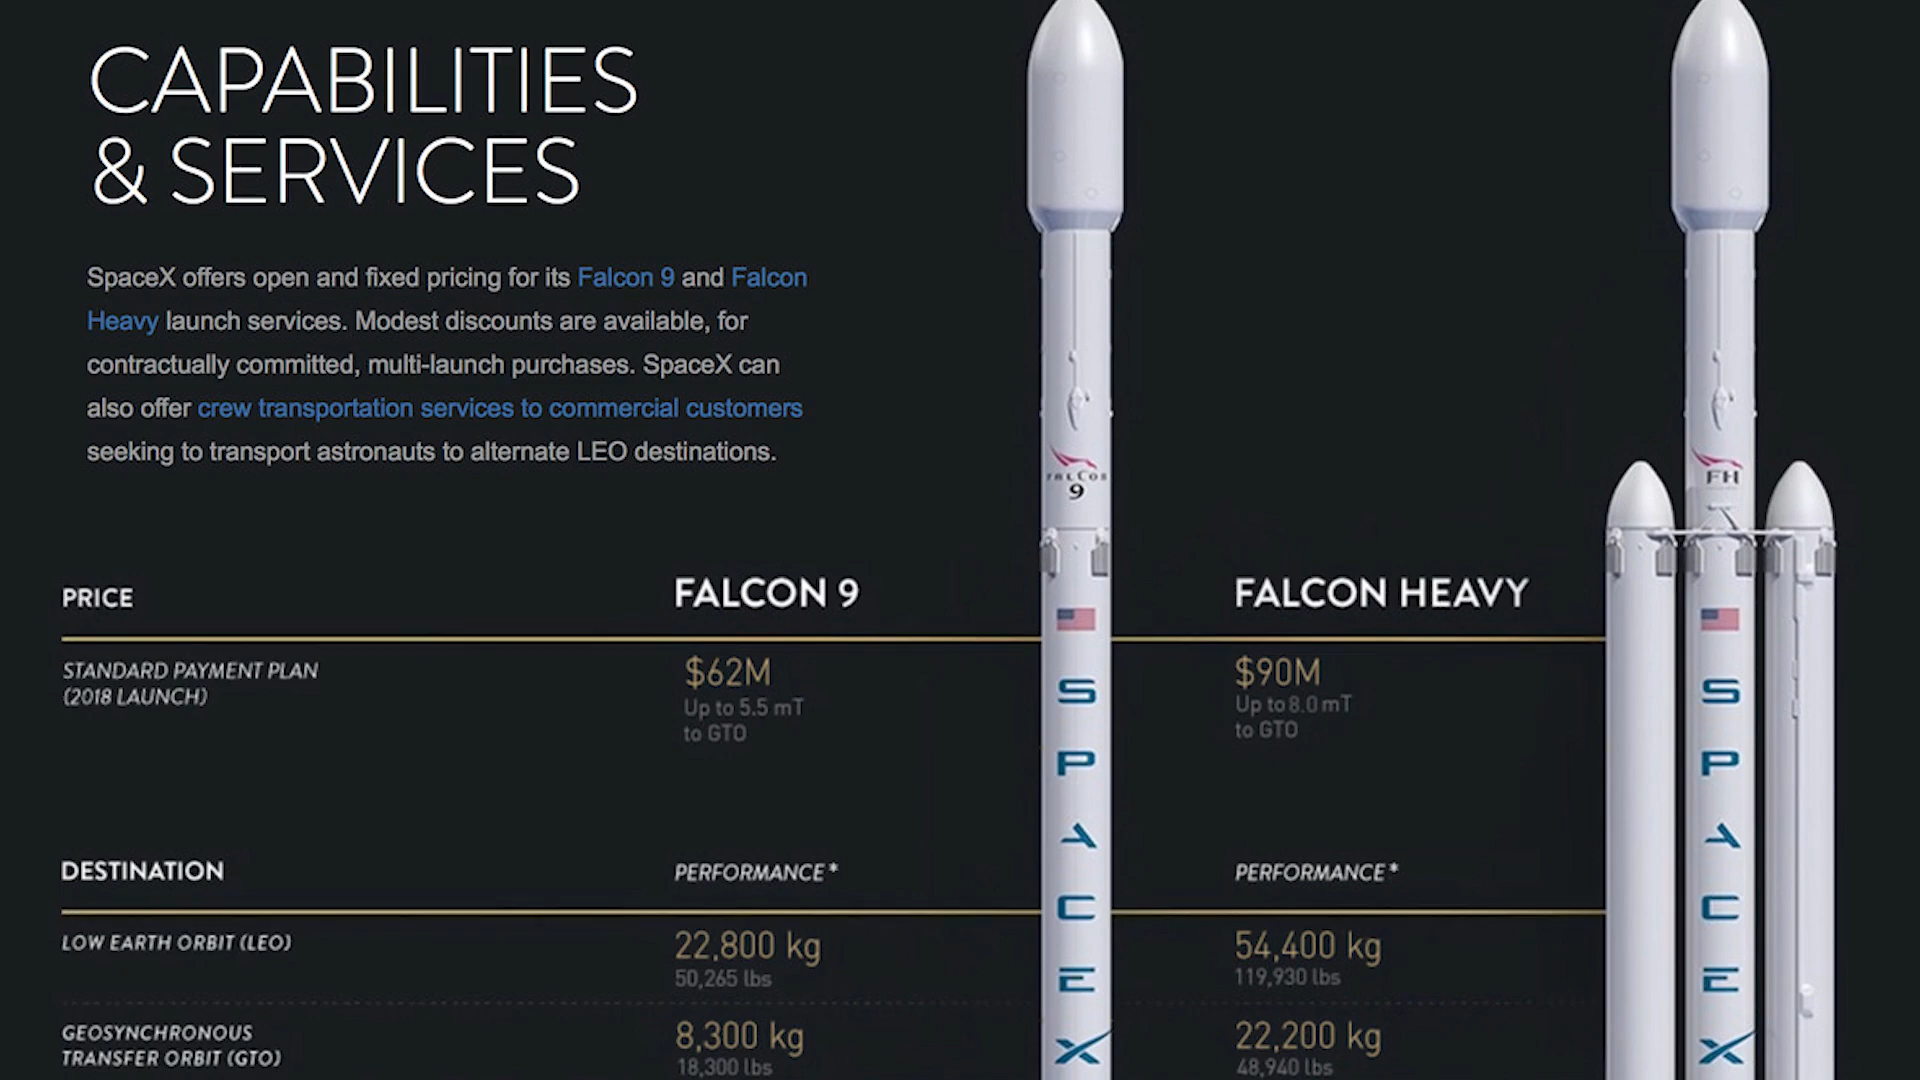 CAPABILITIES
& SERVICES
SpaceX offers open and fixed pricing for its Falcon 9 and Falcon
Heavy launch services. Modest discounts are available, for
contractually committed, multi-launch purchases. SpaceX can
also offer crew transportation services to commercial customers
seeking to transport astronauts to alternate LEO destinations.
FALCON
9
FH
PRICE FALCON 9 FALCON HEAVY
STANDARD PAYMENT PLAN
(2018 LAUNCH)
$62M
Up to 5.5 mT
to GTO
$90M
Up to 8.0 mT
to GTO
DESTINATION PERFORMANCE* PERFORMANCE*
LOW EARTH ORBIT (LEO)
22,800 kg
50,265 lbs
54,400 kg
119,930 lbs
GEOSYNCHRONOUS
TRANSFER ORBIT (GTO)
8,300 kg
18,300 lbs
22,200 kg
48,940 lbs
SPACEX
SPACEX